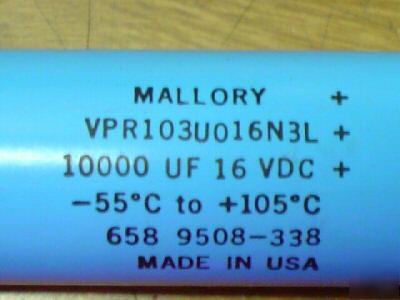 MALLORY +
VPR103U016N3L +
10000 UF 16 VDC +
-55°C to +105°C
658 9508-338
MADE IN USA